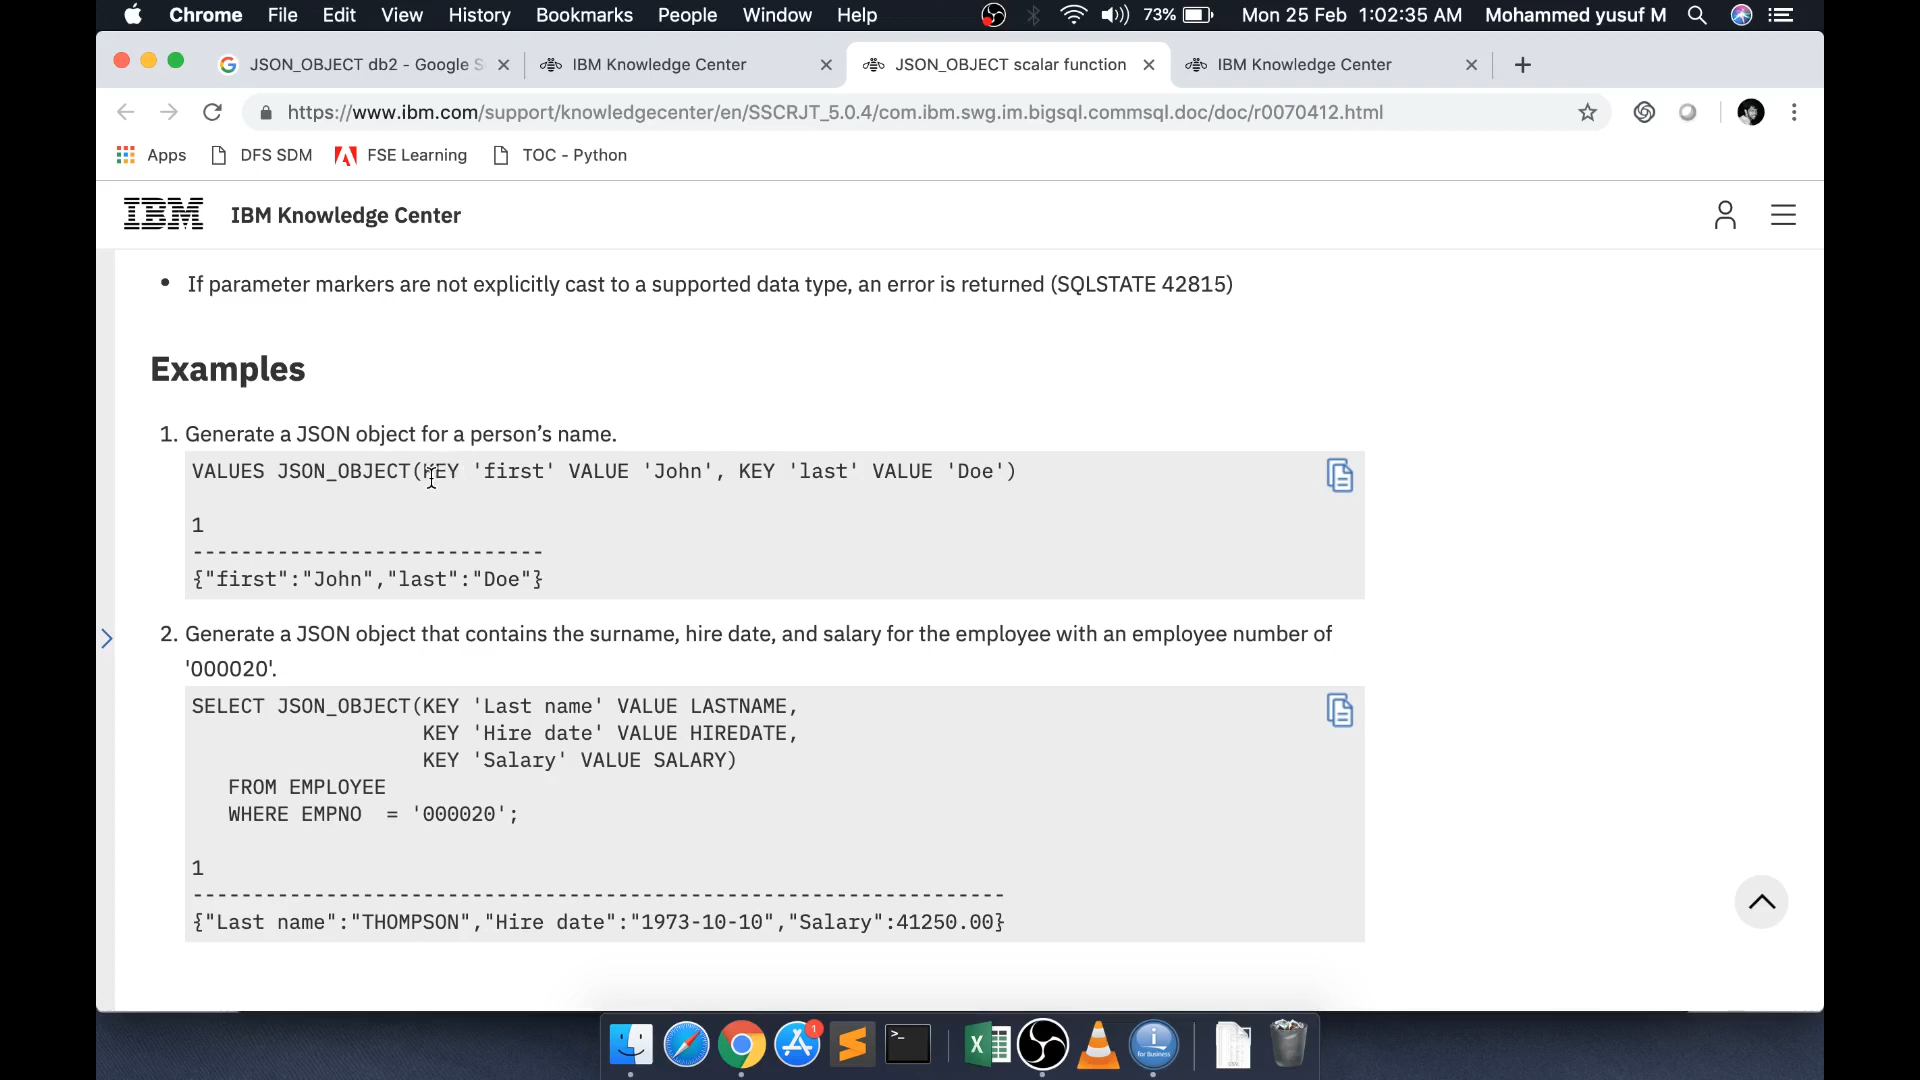 Chrome File Edit View History Bookmarks People Window Help 73% Mon 25 Feb 1:02:35 AM Mohammed yusuf M
JSON_OBJECT db2 - Google S IBM Knowledge Center JSON_OBJECT scalar function IBM Knowledge Center
https://www.ibm.com/support/knowledgecenter/en/SSCRJT_5.0.4/com.ibm.swg.im.bigsql.commsql.doc/doc/r0070412.html
Apps DFS SDM FSE Learning TOC - Python
IBM IBM Knowledge Center
• If parameter markers are not explicitly cast to a supported data type, an error is returned (SQLSTATE 42815)
Examples
1. Generate a JSON object for a person’s name.
VALUES JSON_OBJECT(KEY 'first' VALUE 'John', KEY 'last' VALUE 'Doe')
1
-----------------------------
{"first":"John","last":"Doe"}
2. Generate a JSON object that contains the surname, hire date, and salary for the employee with an employee number of
'000020'.
SELECT JSON_OBJECT(KEY 'Last name' VALUE LASTNAME,
KEY 'Hire date' VALUE HIREDATE,
KEY 'Salary' VALUE SALARY)
FROM EMPLOYEE
WHERE EMPNO  = '000020';
1
-------------------------------------------------------------------
{"Last name":"THOMPSON","Hire date":"1973-10-10","Salary":41250.00}
1
for Business